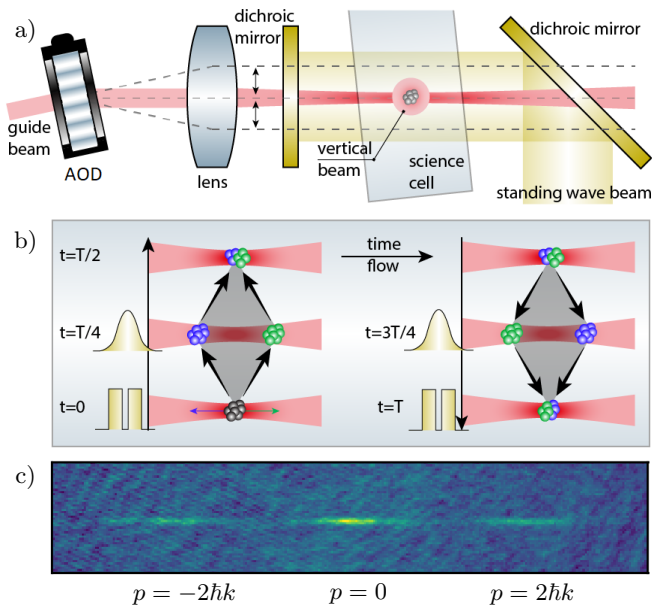 a)
dichroic
mirror
dichroic mirror
guide
beam
AOD
lens
vertical
beam
science
cell
standing wave beam
b)
t=T/2
time
flow
t=T/4
t=3T/4
t=0
t=T
c)
p = −2ħk
p = 0
p = 2ħk